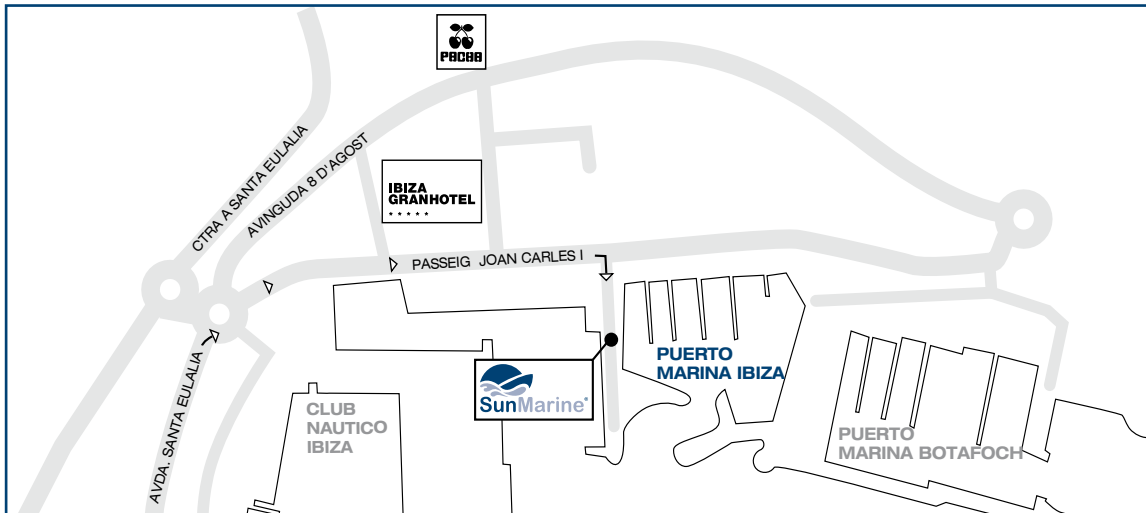 PACHA
CTRA A SANTA EULALIA
AVINGUDA 8 D'AGOST
IBIZA
GRANHOTEL
★★★★★
PASSEIG JOAN CARLES I
AVDA. SANTA EULALIA
SunMarine®
PUERTO
MARINA IBIZA
CLUB
NAUTICO
IBIZA
PUERTO
MARINA BOTAFOCH